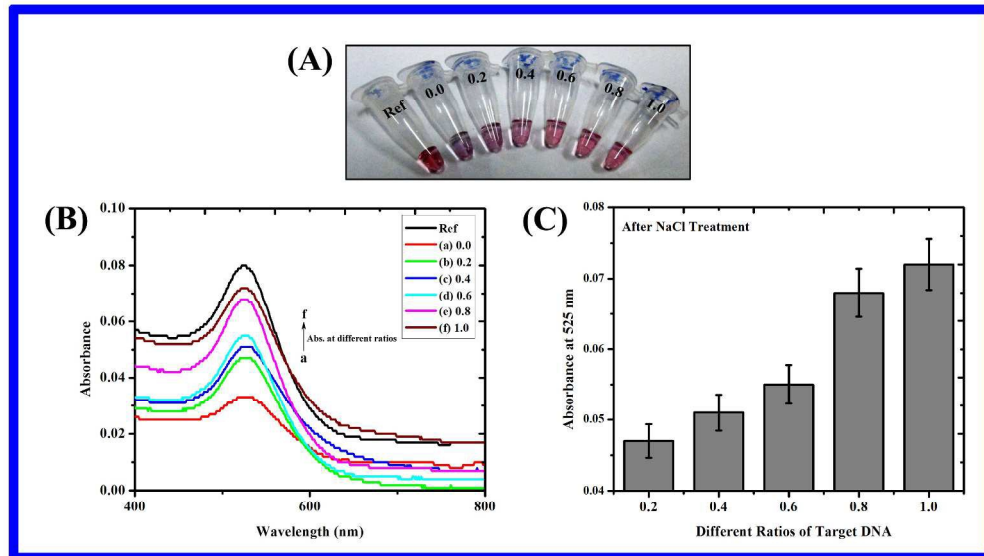 (A)
Ref
0.0
0.2
0.4
0.6
0.8
1.0
(B)
0.10
0.08
0.06
0.04
0.02
0.00
400
600
800
Absorbance
Wavelength (nm)
Ref
(a) 0.0
(b) 0.2
(c) 0.4
(d) 0.6
(e) 0.8
(f) 1.0
f
Abs. at different ratios
a
(C)
After NaCl Treatment
0.08
0.07
0.06
0.05
0.04
0.2
0.4
0.6
0.8
1.0
Absorbance at 525 nm
Different Ratios of Target DNA